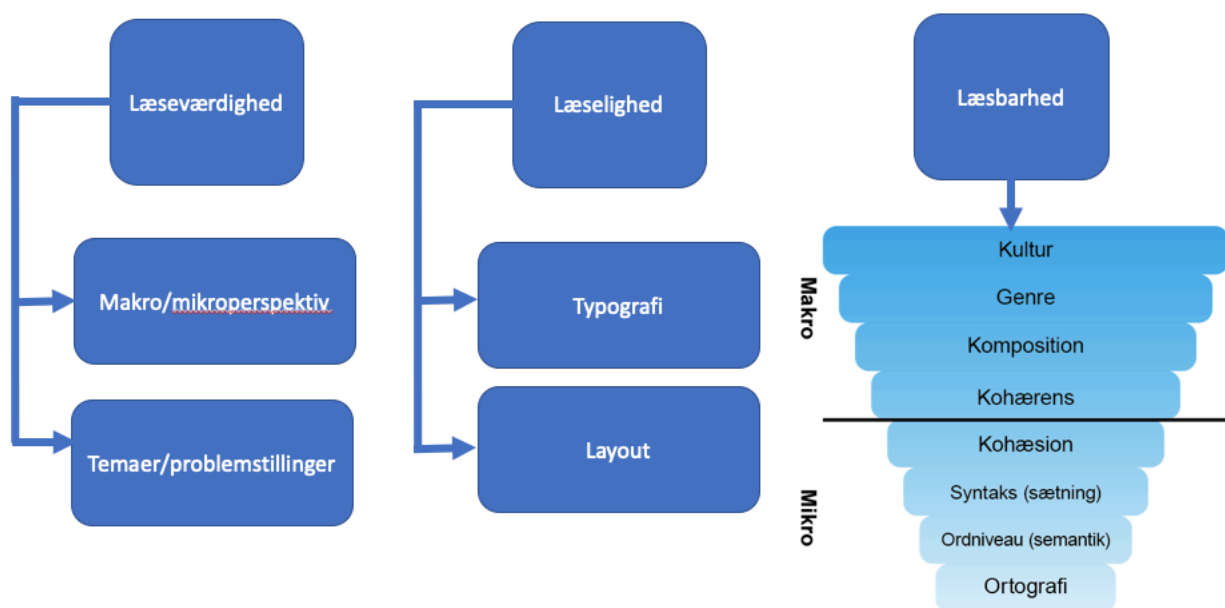 Læseværdighed
Makro/mikroperspektiv
Temaer/problemstillinger
Læselighed
Typografi
Layout
Læsbarhed
Makro
Kultur
Genre
Komposition
Kohærens
Mikro
Kohæsion
Syntaks (sætning)
Ordniveau (semantik)
Ortografi